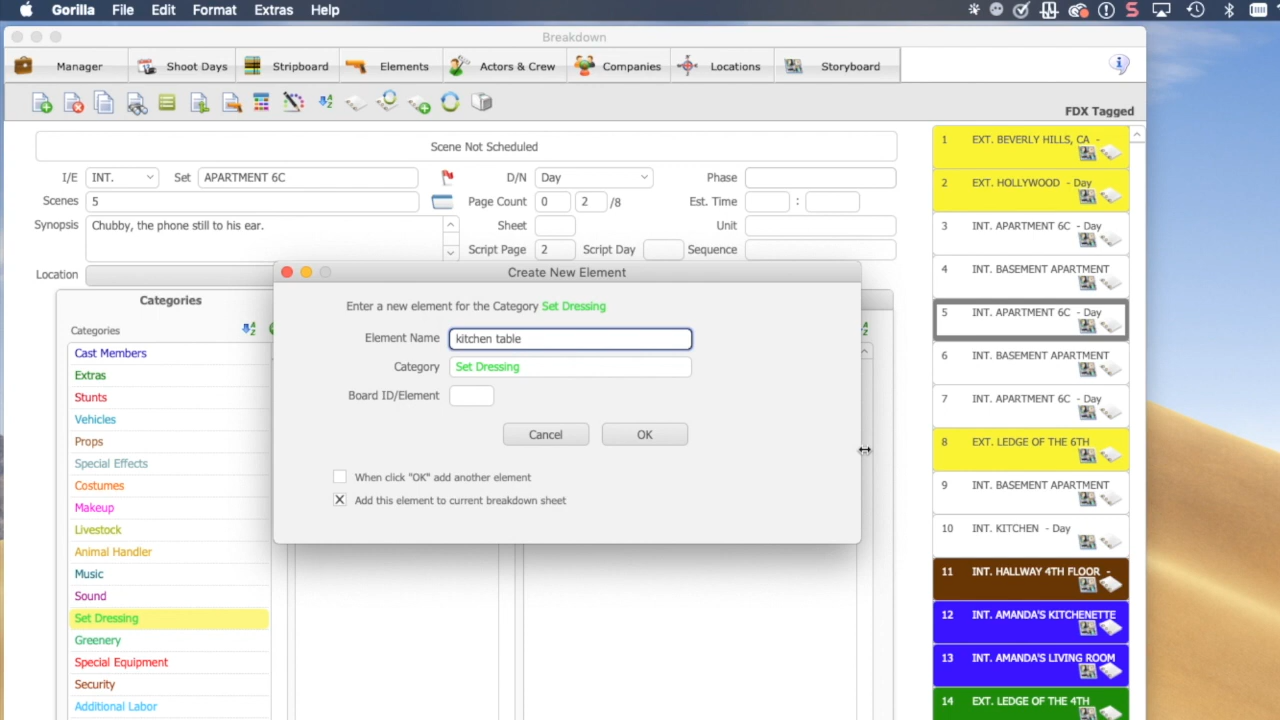 Gorilla File Edit Format Extras Help
Breakdown
Manager Shoot Days Stripboard Elements Actors & Crew Companies Locations Storyboard
FDX Tagged
Scene Not Scheduled
I/E INT. Set APARTMENT 6C D/N Day Phase
Scenes 5 Page Count 0 2 /8 Est. Time :
Synopsis Chubby, the phone still to his ear. Sheet Unit
Script Page 2 Script Day Sequence
Location
Categories
Categories
Cast Members
Extras
Stunts
Vehicles
Props
Special Effects
Costumes
Makeup
Livestock
Animal Handler
Music
Sound
Set Dressing
Greenery
Special Equipment
Security
Additional Labor
Create New Element
Enter a new element for the Category Set Dressing
Element Name kitchen table
Category Set Dressing
Board ID/Element
Cancel OK
When click "OK" add another element
Add this element to current breakdown sheet
1 EXT. BEVERLY HILLS, CA -
2 EXT. HOLLYWOOD - Day
3 INT. APARTMENT 6C - Day
4 INT. BASEMENT APARTMENT
5 INT. APARTMENT 6C - Day
6 INT. BASEMENT APARTMENT
7 INT. APARTMENT 6C - Day
8 EXT. LEDGE OF THE 6TH
9 INT. BASEMENT APARTMENT
10 INT. KITCHEN - Day
11 INT. HALLWAY 4TH FLOOR -
12 INT. AMANDA'S KITCHENETTE
13 INT. AMANDA'S LIVING ROOM
14 EXT. LEDGE OF THE 4TH